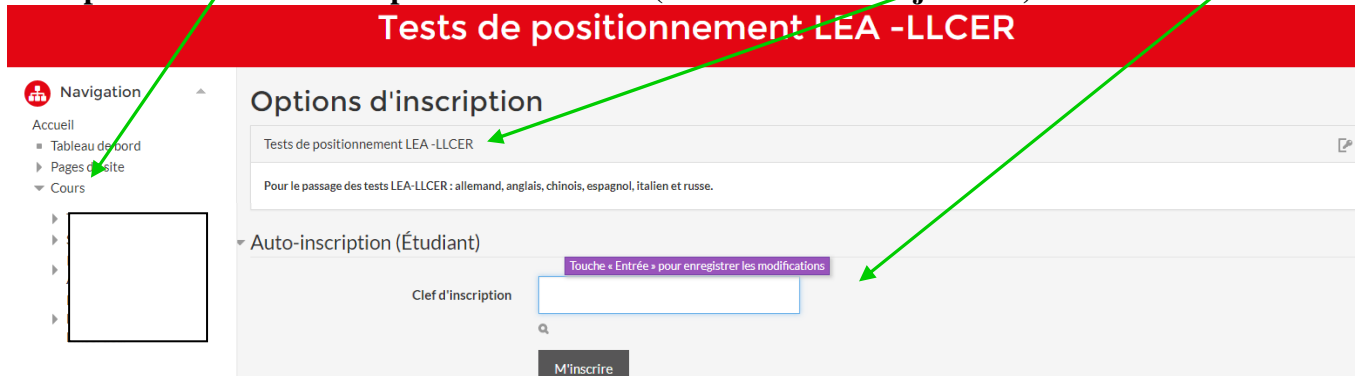 Tests de positionnement LEA -LLCER
Navigation
Accueil
Tableau de bord
Pages de site
Cours
Options d'inscription
Tests de positionnement LEA -LLCER
Pour le passage des tests LEA-LLCER : allemand, anglais, chinois, espagnol, italien et russe.
Auto-inscription (Étudiant)
Touche « Entrée » pour enregistrer les modifications
Clef d'inscription
M'inscrire